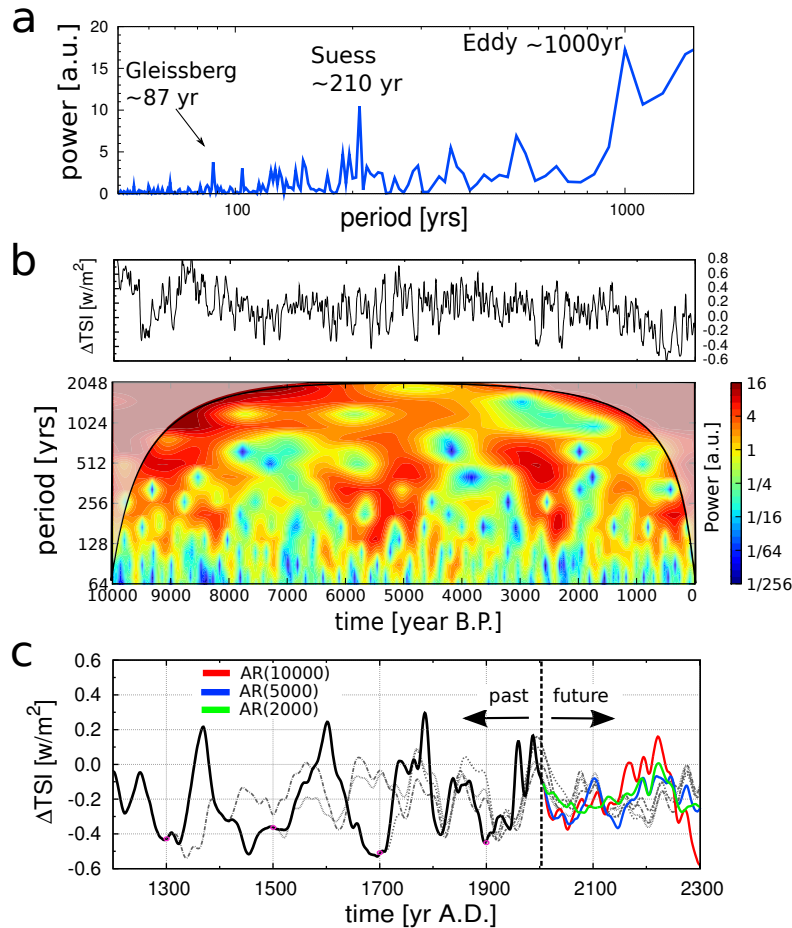 a
power [a.u.]
20
15
10
5
0
Gleissberg
~87 yr
Suess
~210 yr
Eddy ~1000yr
100
1000
period [yrs]
b
ΔTSI [w/m²]
0.8
0.6
0.4
0.2
0.0
-0.2
-0.4
-0.6
period [yrs]
2048
1024
512
256
128
64
10000 9000 8000 7000 6000 5000 4000 3000 2000 1000 0
time [year B.P.]
Power [a.u.]
16
4
1
1/4
1/16
1/64
1/256
c
ΔTSI [w/m²]
0.6
0.4
0.2
0.0
-0.2
-0.4
-0.6
AR(10000)
AR(5000)
AR(2000)
past
future
1300 1500 1700 1900 2100 2300
time [yr A.D.]